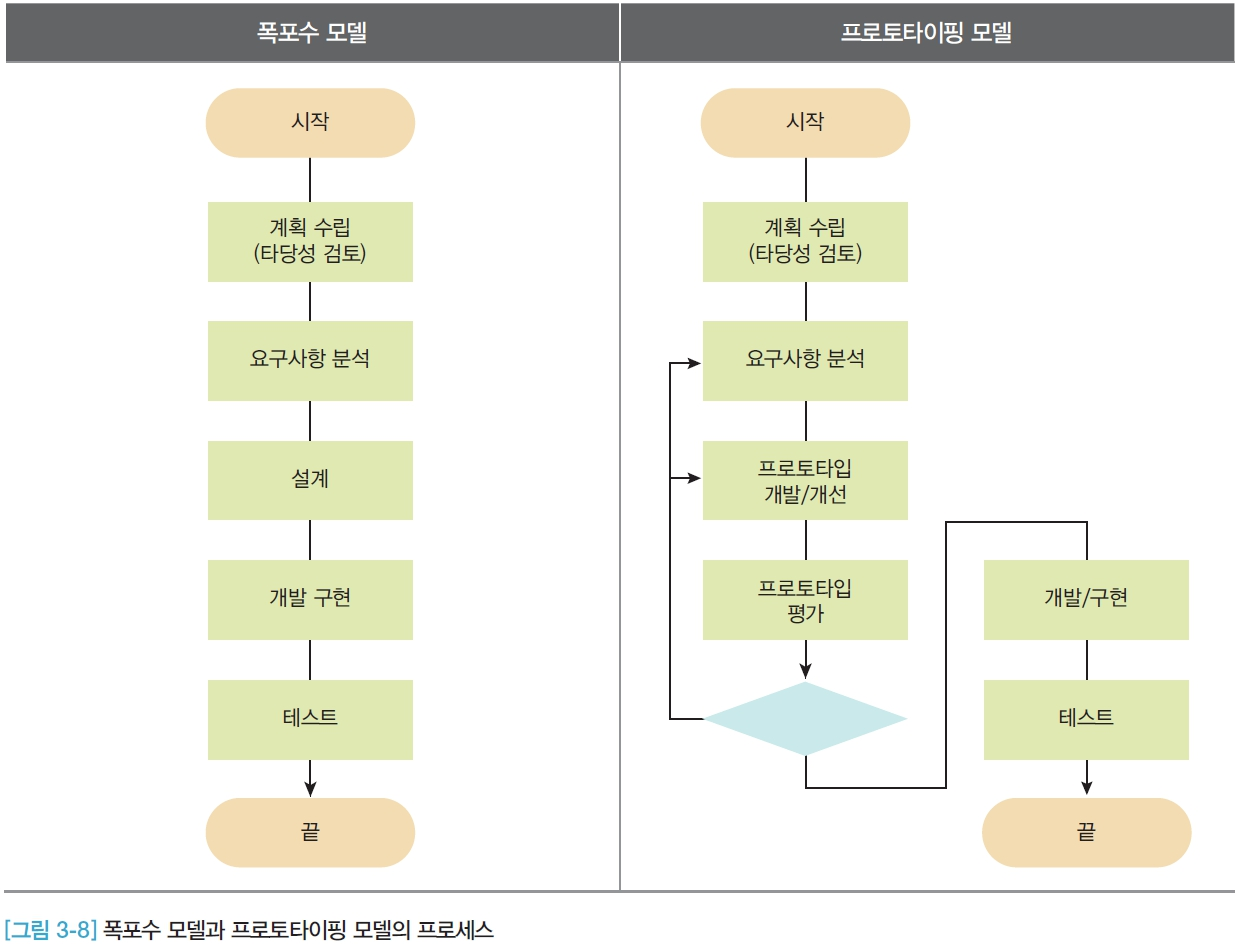 폭포수 모델
프로토타이핑 모델
시작
계획 수립
(타당성 검토)
요구사항 분석
설계
개발 구현
테스트
끝
시작
계획 수립
(타당성 검토)
요구사항 분석
프로토타입
개발/개선
프로토타입
평가
개발/구현
테스트
끝
[그림 3-8] 폭포수 모델과 프로토타이핑 모델의 프로세스